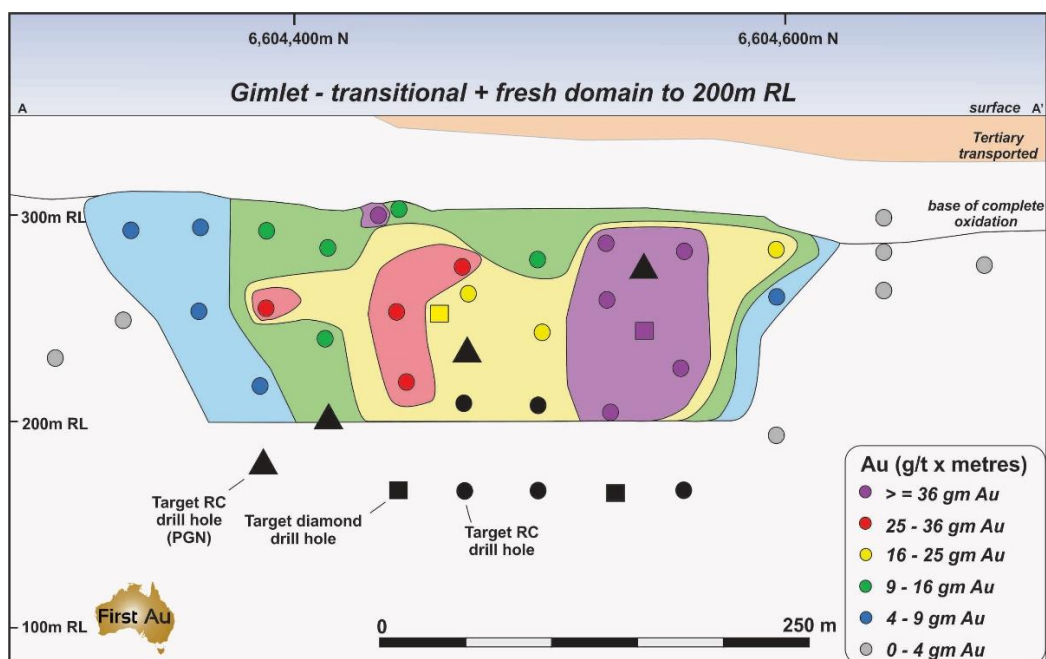 6,604,400m N
6,604,600m N
Gimlet - transitional + fresh domain to 200m RL
A
surface
A'
Tertiary
transported
300m RL
base of complete
oxidation
200m RL
Target RC
drill hole
(PGN)
Target diamond
drill hole
Target RC
drill hole
Au (g/t x metres)
> = 36 gm Au
25 - 36 gm Au
16 - 25 gm Au
9 - 16 gm Au
4 - 9 gm Au
0 - 4 gm Au
First Au
100m RL
0
250 m